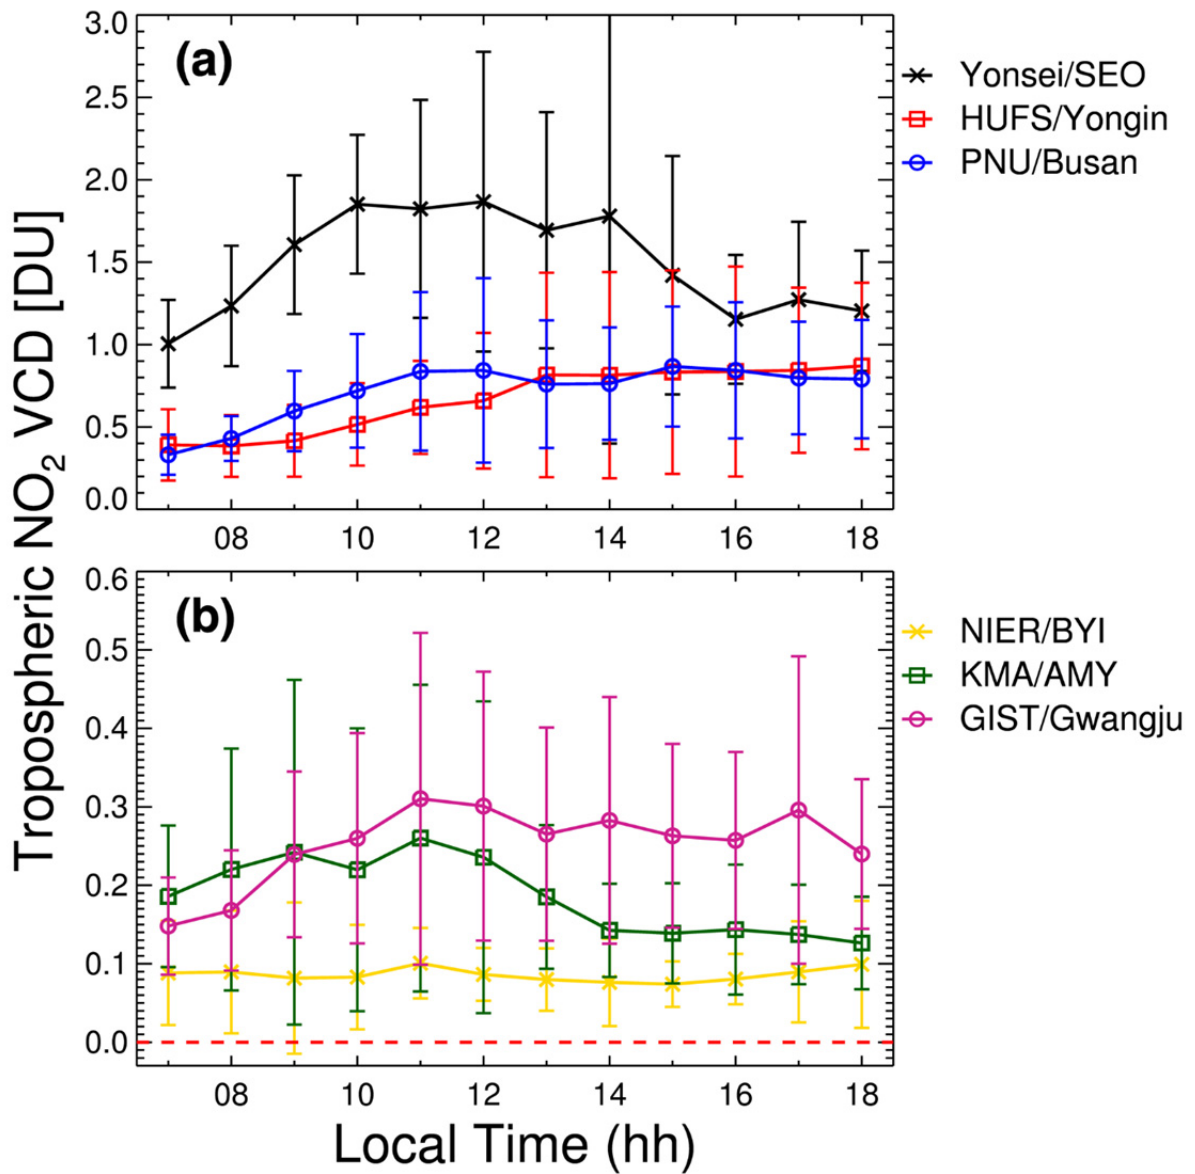 Tropospheric NO₂ VCD [DU]
(a)
3.0
2.5
2.0
1.5
1.0
0.5
0.0
08 10 12 14 16 18
Yonsei/SEO
HUFS/Yongin
PNU/Busan
(b)
0.6
0.5
0.4
0.3
0.2
0.1
0.0
08 10 12 14 16 18
NIER/BYI
KMA/AMY
GIST/Gwangju
Local Time (hh)